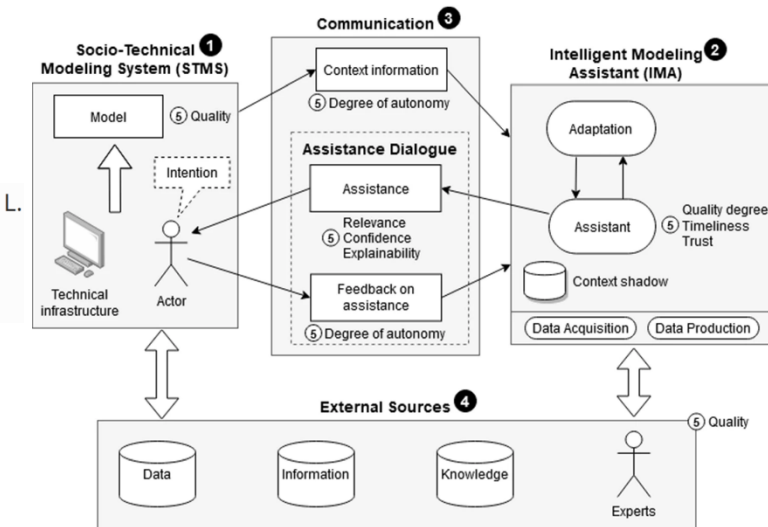 L.
Socio-Technical
Modeling System (STMS)
1
Model
5 Quality
Intention
Technical
infrastructure
Actor
Communication 3
Context information
5 Degree of autonomy
Assistance Dialogue
Assistance
Relevance
5 Confidence
Explainability
Feedback on
assistance
5 Degree of autonomy
Intelligent Modeling
Assistant (IMA)
2
Adaptation
Assistant
Quality degree
5 Timeliness
Trust
Context shadow
Data Acquisition
Data Production
External Sources 4
5 Quality
Data
Information
Knowledge
Experts